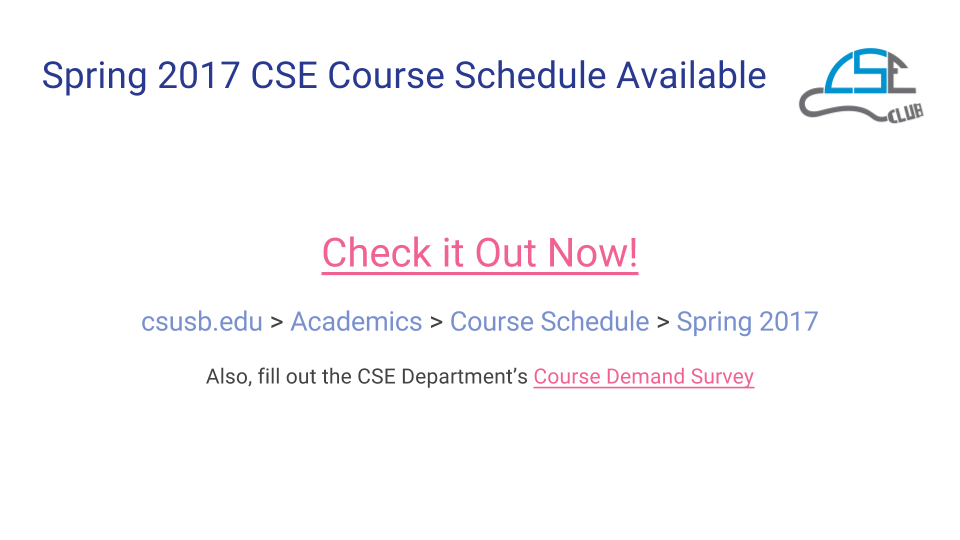 Spring 2017 CSE Course Schedule Available
CSE
CLUB
Check it Out Now!
csusb.edu > Academics > Course Schedule > Spring 2017
Also, fill out the CSE Department’s Course Demand Survey